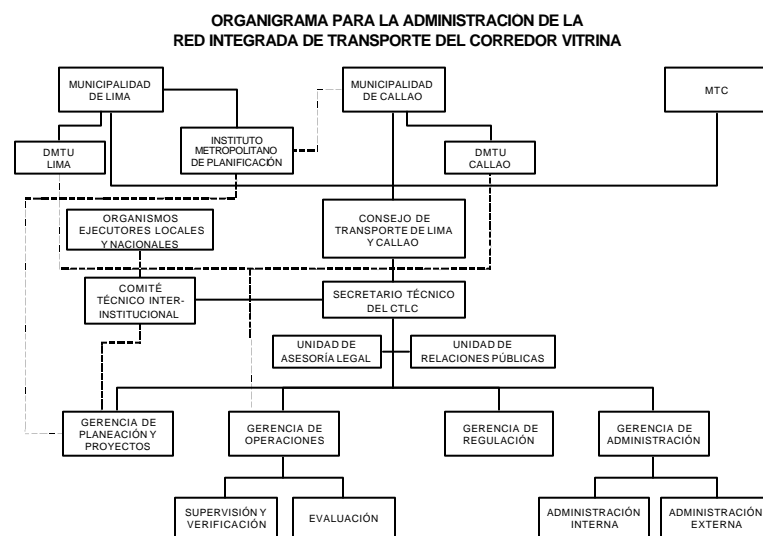 ORGANIGRAMA PARA LA ADMINISTRACIÓN DE LA
RED INTEGRADA DE TRANSPORTE DEL CORREDOR VITRINA
MUNICIPALIDAD
DE LIMA
MUNICIPALIDAD
DE CALLAO
MTC
DMTU
LIMA
INSTITUTO
METROPOLITANO
DE PLANIFICACIÓN
DMTU
CALLAO
ORGANISMOS
EJECUTORES LOCALES
Y NACIONALES
CONSEJO DE
TRANSPORTE DE LIMA
Y CALLAO
COMITÉ
TÉCNICO INTER-
INSTITUCIONAL
SECRETARIO TÉCNICO
DEL CTLC
UNIDAD DE
ASESORÍA LEGAL
UNIDAD DE
RELACIONES PÚBLICAS
GERENCIA DE
PLANEACIÓN Y
PROYECTOS
GERENCIA DE
OPERACIONES
GERENCIA DE
REGULACIÓN
GERENCIA DE
ADMINISTRACIÓN
SUPERVISIÓN Y
VERIFICACIÓN
EVALUACIÓN
ADMINISTRACIÓN
INTERNA
ADMINISTRACIÓN
EXTERNA